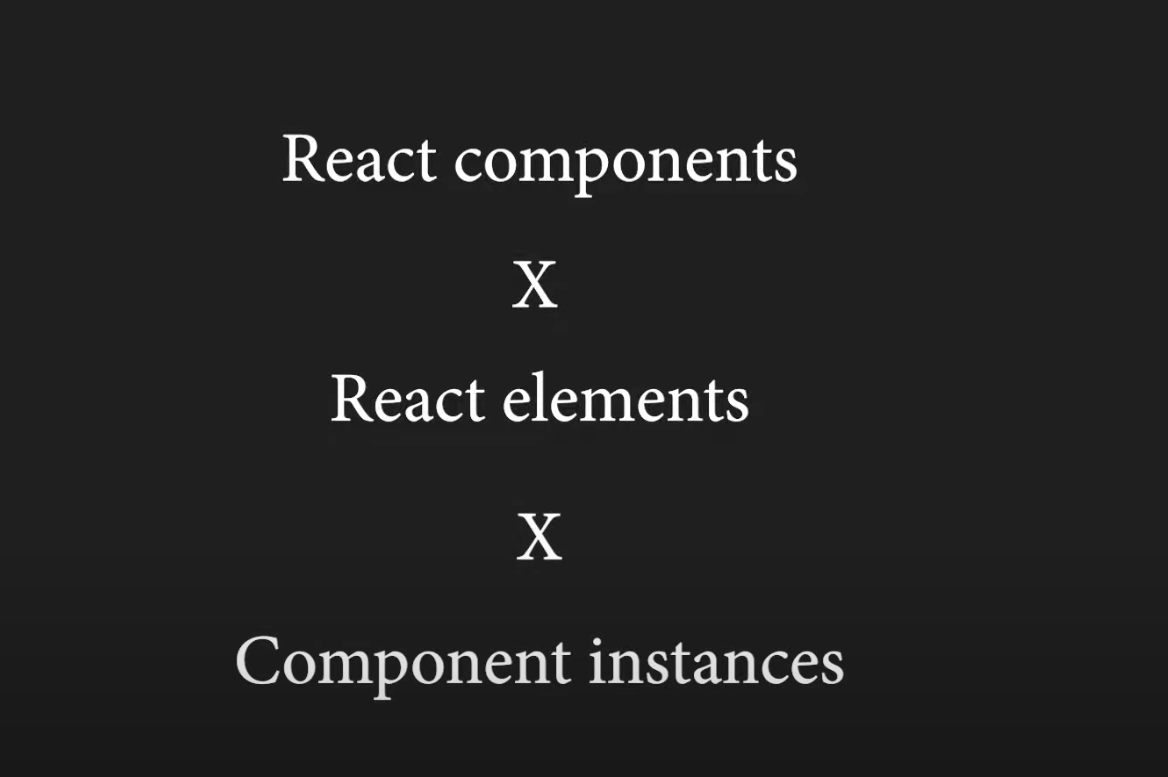 React components
X
React elements
X
Component instances